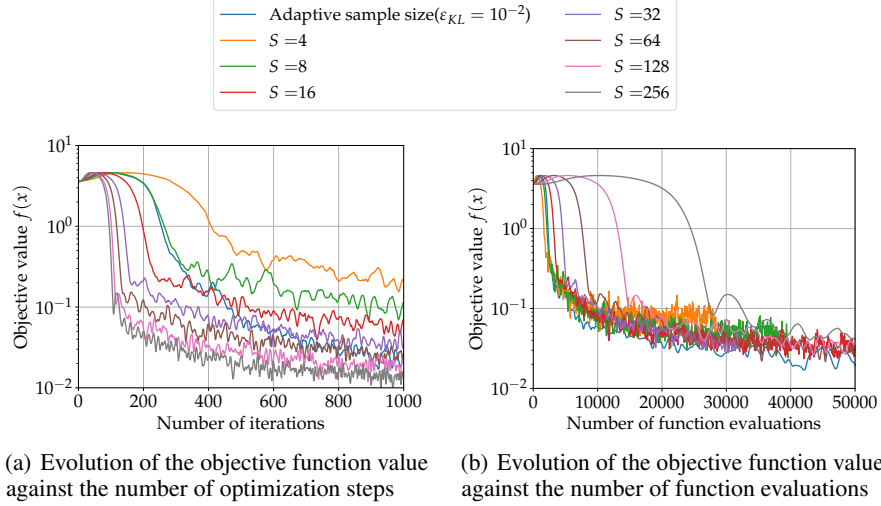 Adaptive sample size(ε_KL = 10⁻²)
S =4
S =8
S =16
S =32
S =64
S =128
S =256
10¹
10⁰
10⁻¹
10⁻²
Objective value f(x)
0 200 400 600 800 1000
Number of iterations
10¹
10⁰
10⁻¹
10⁻²
Objective value f(x)
0 10000 20000 30000 40000 50000
Number of function evaluations
(a) Evolution of the objective function value
against the number of optimization steps
(b) Evolution of the objective function value
against the number of function evaluations